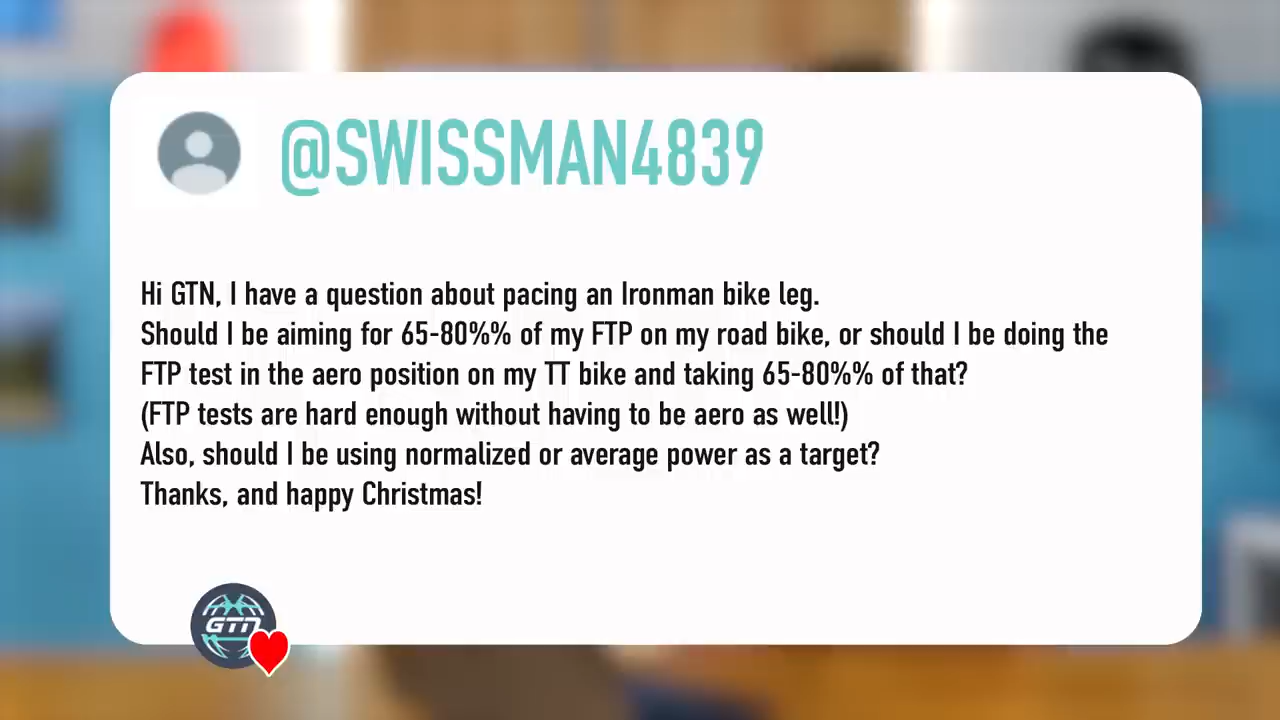 @SWISSMAN4839
Hi GTN, I have a question about pacing an Ironman bike leg.
Should I be aiming for 65-80%% of my FTP on my road bike, or should I be doing the
FTP test in the aero position on my TT bike and taking 65-80%% of that?
(FTP tests are hard enough without having to be aero as well!)
Also, should I be using normalized or average power as a target?
Thanks, and happy Christmas!
GTN